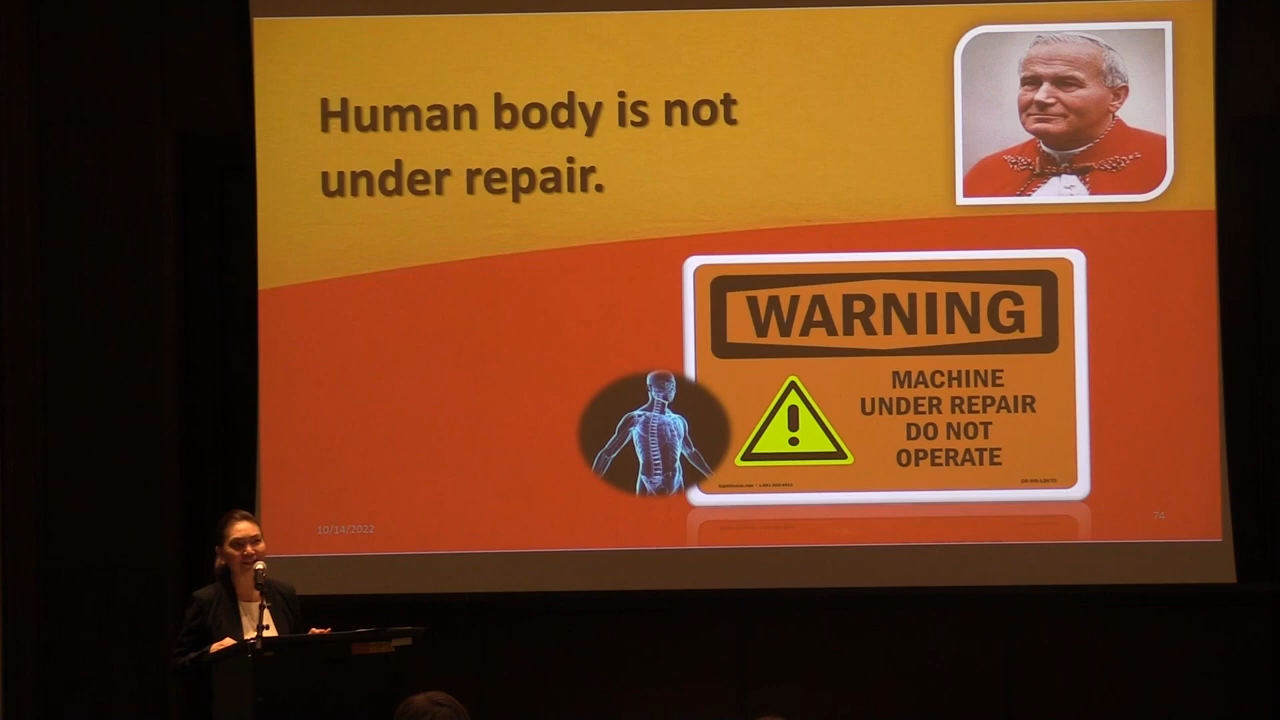 Human body is not
under repair.
WARNING
MACHINE
UNDER REPAIR
DO NOT
OPERATE
10/14/2022
74